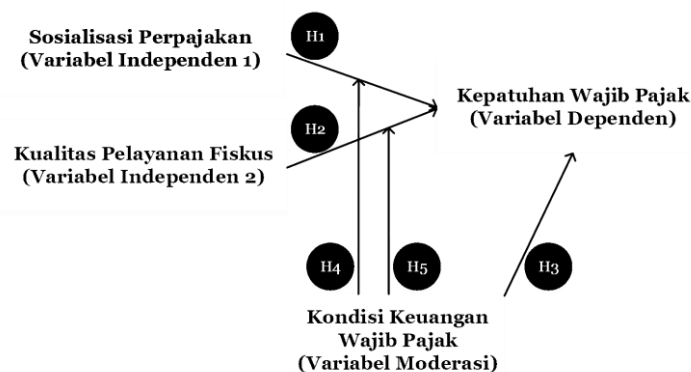 Sosialisasi Perpajakan
(Variabel Independen 1)
H1
Kepatuhan Wajib Pajak
(Variabel Dependen)
H2
Kualitas Pelayanan Fiskus
(Variabel Independen 2)
H4
H5
H3
Kondisi Keuangan
Wajib Pajak
(Variabel Moderasi)